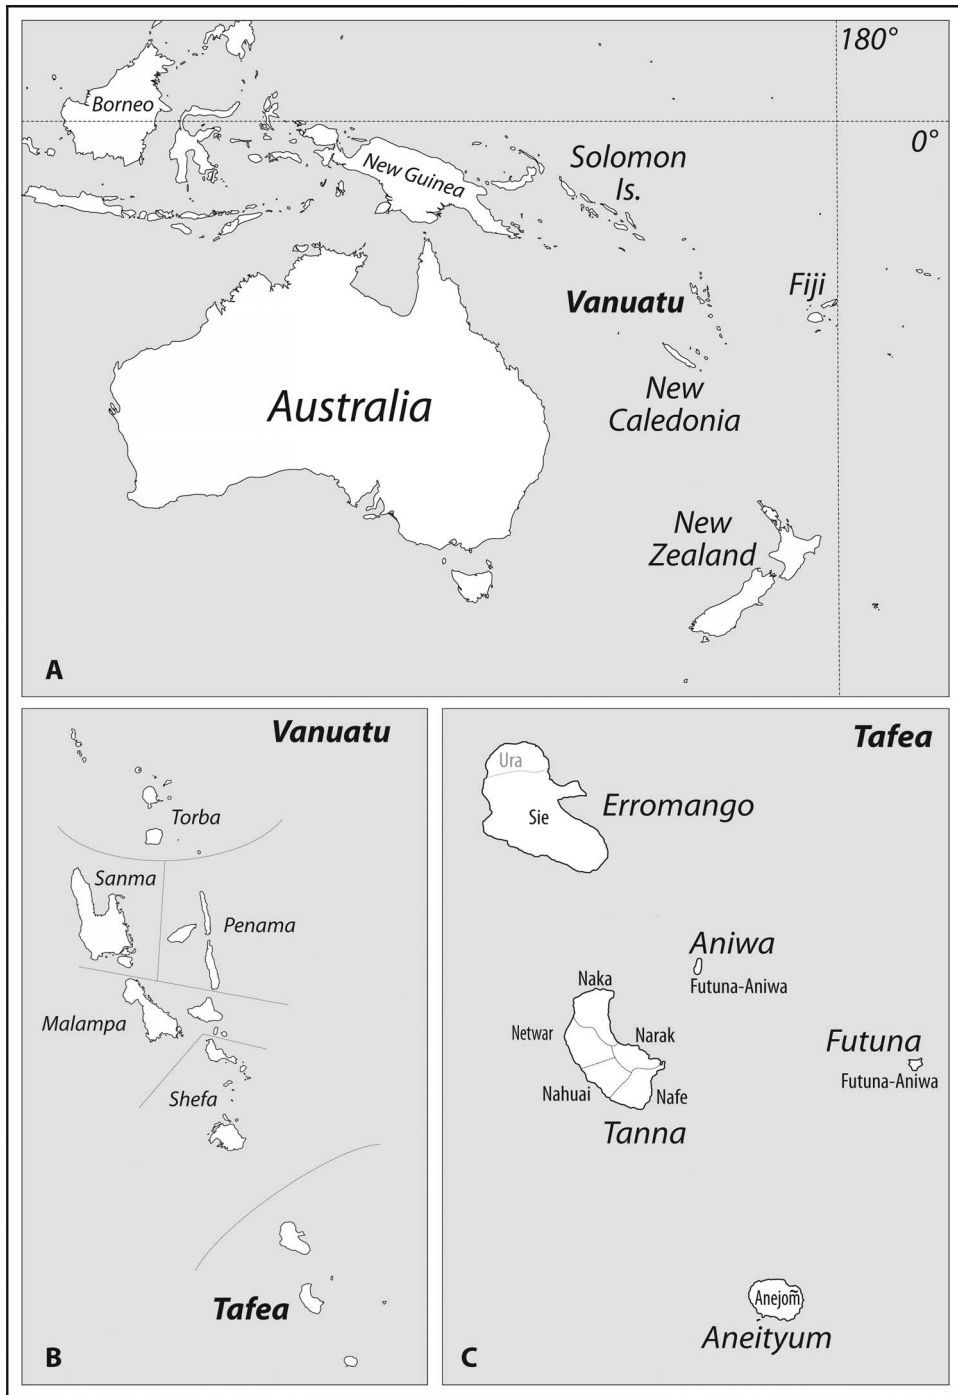 180°
Borneo
0°
Solomon
Is.
New Guinea
Fiji
Vanuatu
New
Caledonia
Australia
New
Zealand
A
Vanuatu
Torba
Sanma
Penama
Malampa
Shefa
Tafea
B
Tafea
Ura
Sie
Erromango
Aniwa
Futuna-Aniwa
Naka
Netwar
Narak
Futuna
Futuna-Aniwa
Nahuai
Nafe
Tanna
Anejom̃
Aneityum
C